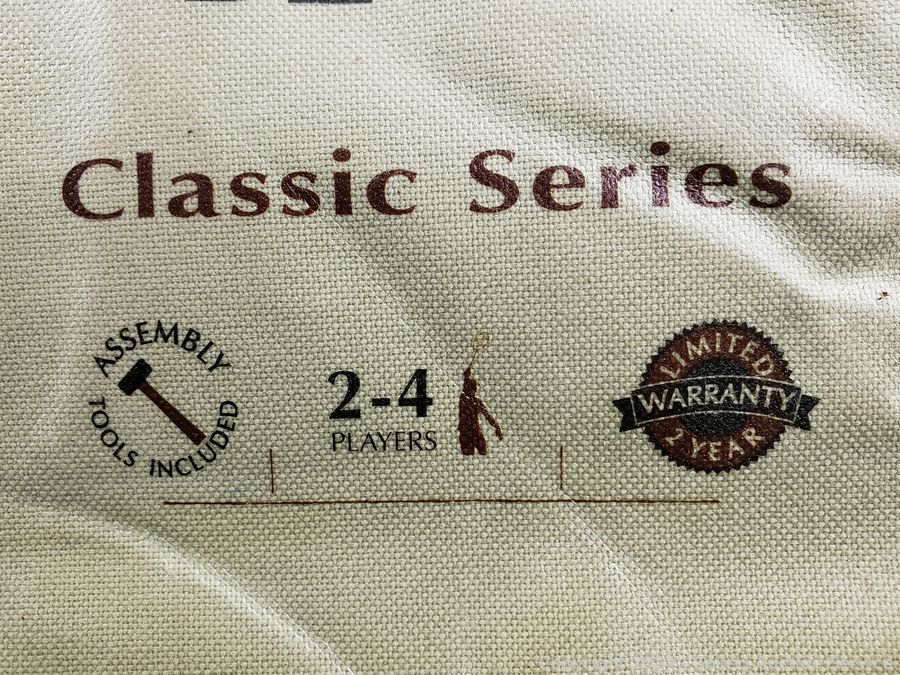 Classic Series
ASSEMBLY
TOOLS INCLUDED
2-4
PLAYERS
LIMITED
WARRANTY
2 YEAR